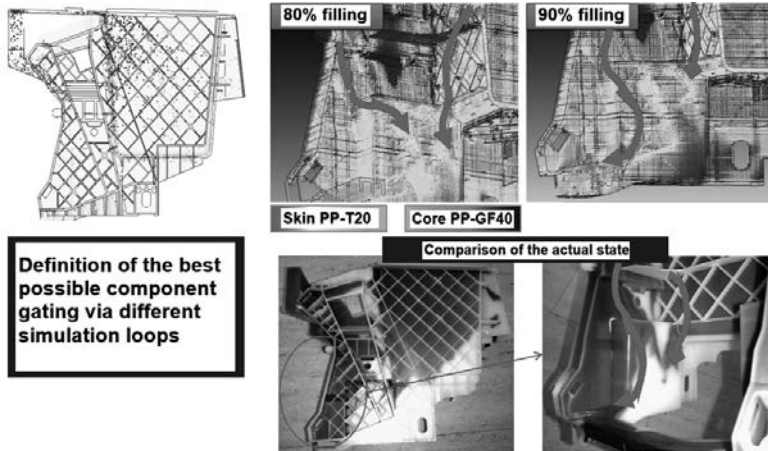 80% filling
90% filling
Skin PP-T20
Core PP-GF40
Comparison of the actual state
Definition of the best
possible component
gating via different
simulation loops